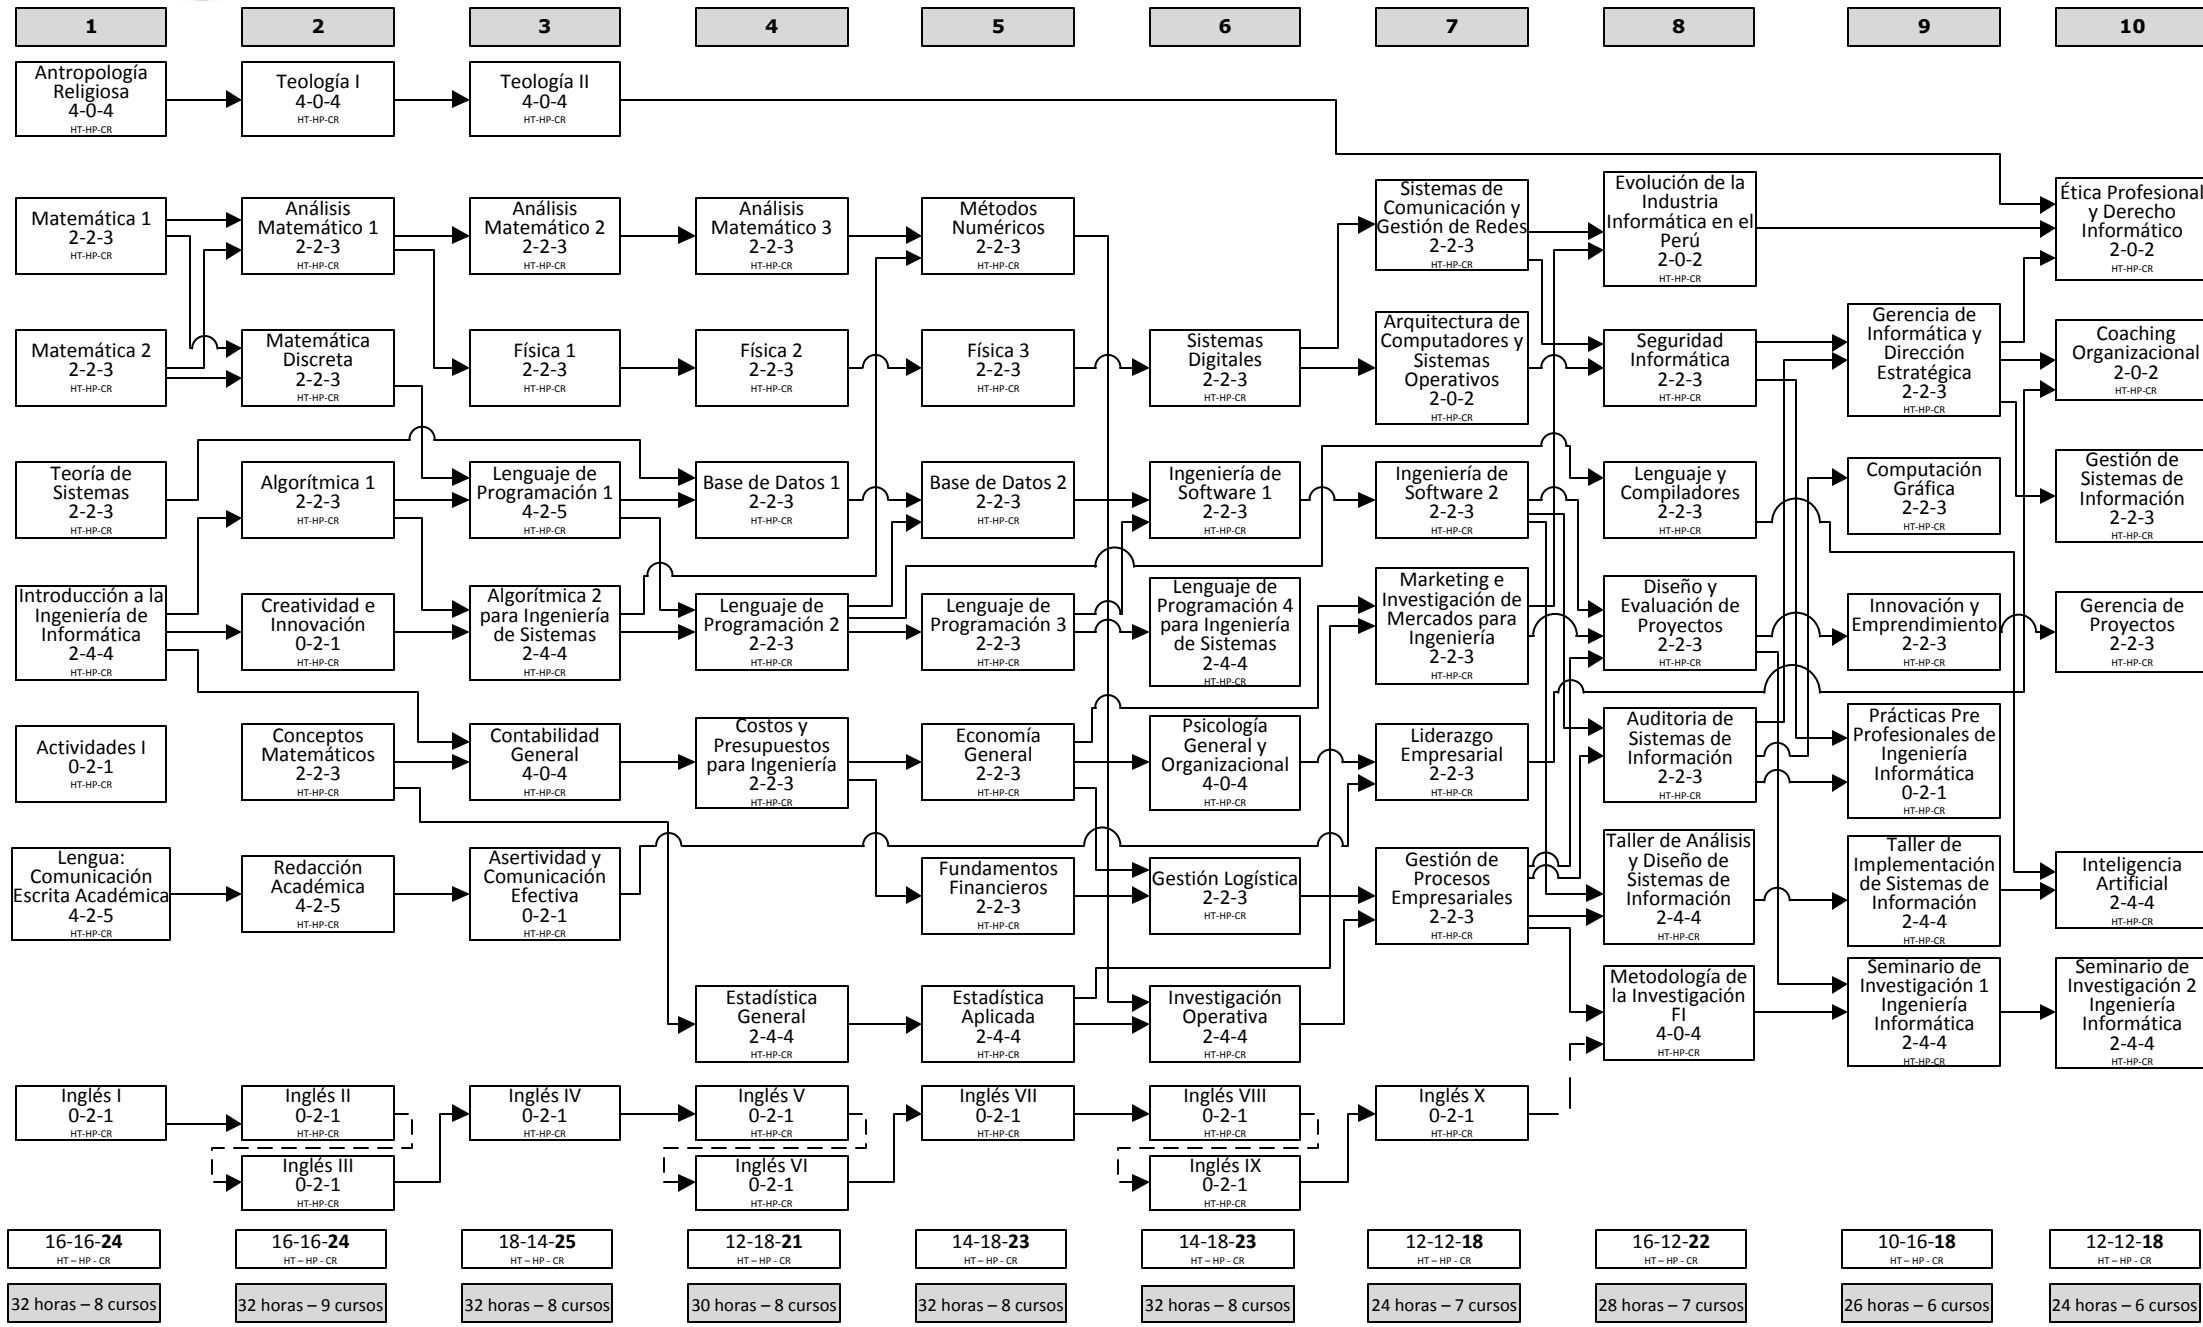 1
2
3
4
5
6
7
8
9
10
Antropología
Religiosa
4-0-4
HT-HP-CR
Teología I
4-0-4
HT-HP-CR
Teología II
4-0-4
HT-HP-CR
Matemática 1
2-2-3
HT-HP-CR
Análisis
Matemático 1
2-2-3
HT-HP-CR
Análisis
Matemático 2
2-2-3
HT-HP-CR
Análisis
Matemático 3
2-2-3
HT-HP-CR
Métodos
Numéricos
2-2-3
HT-HP-CR
Sistemas de
Comunicación y
Gestión de Redes
2-2-3
HT-HP-CR
Evolución de la
Industria
Informática en el
Perú
2-0-2
HT-HP-CR
Ética Profesional
y Derecho
Informático
2-0-2
HT-HP-CR
Matemática 2
2-2-3
HT-HP-CR
Matemática
Discreta
2-2-3
HT-HP-CR
Física 1
2-2-3
HT-HP-CR
Física 2
2-2-3
HT-HP-CR
Física 3
2-2-3
HT-HP-CR
Sistemas
Digitales
2-2-3
HT-HP-CR
Arquitectura de
Computadores y
Sistemas
Operativos
2-0-2
HT-HP-CR
Seguridad
Informática
2-2-3
HT-HP-CR
Gerencia de
Informática y
Dirección
Estratégica
2-2-3
HT-HP-CR
Coaching
Organizacional
2-0-2
HT-HP-CR
Teoría de
Sistemas
2-2-3
HT-HP-CR
Algorítmica 1
2-2-3
HT-HP-CR
Lenguaje de
Programación 1
4-2-5
HT-HP-CR
Base de Datos 1
2-2-3
HT-HP-CR
Base de Datos 2
2-2-3
HT-HP-CR
Ingeniería de
Software 1
2-2-3
HT-HP-CR
Ingeniería de
Software 2
2-2-3
HT-HP-CR
Lenguaje y
Compiladores
2-2-3
HT-HP-CR
Computación
Gráfica
2-2-3
HT-HP-CR
Gestión de
Sistemas de
Información
2-2-3
HT-HP-CR
Introducción a la
Ingeniería de
Informática
2-4-4
HT-HP-CR
Creatividad e
Innovación
0-2-1
HT-HP-CR
Algorítmica 2
para Ingeniería
de Sistemas
2-4-4
HT-HP-CR
Lenguaje de
Programación 2
2-2-3
HT-HP-CR
Lenguaje de
Programación 3
2-2-3
HT-HP-CR
Lenguaje de
Programación 4
para Ingeniería
de Sistemas
2-4-4
HT-HP-CR
Marketing e
Investigación de
Mercados para
Ingeniería
2-2-3
HT-HP-CR
Diseño y
Evaluación de
Proyectos
2-2-3
HT-HP-CR
Innovación y
Emprendimiento
2-2-3
HT-HP-CR
Gerencia de
Proyectos
2-2-3
HT-HP-CR
Actividades I
0-2-1
HT-HP-CR
Conceptos
Matemáticos
2-2-3
HT-HP-CR
Contabilidad
General
4-0-4
HT-HP-CR
Costos y
Presupuestos
para Ingeniería
2-2-3
HT-HP-CR
Economía
General
2-2-3
HT-HP-CR
Psicología
General y
Organizacional
4-0-4
HT-HP-CR
Liderazgo
Empresarial
2-2-3
HT-HP-CR
Auditoria de
Sistemas de
Información
2-2-3
HT-HP-CR
Prácticas Pre
Profesionales de
Ingeniería
Informática
0-2-1
HT-HP-CR
Lengua:
Comunicación
Escrita Académica
4-2-5
HT-HP-CR
Redacción
Académica
4-2-5
HT-HP-CR
Asertividad y
Comunicación
Efectiva
0-2-1
HT-HP-CR
Fundamentos
Financieros
2-2-3
HT-HP-CR
Gestión Logística
2-2-3
HT-HP-CR
Gestión de
Procesos
Empresariales
2-2-3
HT-HP-CR
Taller de Análisis
y Diseño de
Sistemas de
Información
2-4-4
HT-HP-CR
Taller de
Implementación
de Sistemas de
Información
2-4-4
HT-HP-CR
Inteligencia
Artificial
2-4-4
HT-HP-CR
Estadística
General
2-4-4
HT-HP-CR
Estadística
Aplicada
2-4-4
HT-HP-CR
Investigación
Operativa
2-4-4
HT-HP-CR
Metodología de
la Investigación
FI
4-0-4
HT-HP-CR
Seminario de
Investigación 1
Ingeniería
Informática
2-4-4
HT-HP-CR
Seminario de
Investigación 2
Ingeniería
Informática
2-4-4
HT-HP-CR
Inglés I
0-2-1
HT-HP-CR
Inglés II
0-2-1
HT-HP-CR
Inglés IV
0-2-1
HT-HP-CR
Inglés V
0-2-1
HT-HP-CR
Inglés VII
0-2-1
HT-HP-CR
Inglés VIII
0-2-1
HT-HP-CR
Inglés X
0-2-1
HT-HP-CR
Inglés III
0-2-1
HT-HP-CR
Inglés VI
0-2-1
HT-HP-CR
Inglés IX
0-2-1
HT-HP-CR
16-16-24
HT – HP - CR
16-16-24
HT – HP - CR
18-14-25
HT – HP - CR
12-18-21
HT – HP - CR
14-18-23
HT – HP - CR
14-18-23
HT – HP - CR
12-12-18
HT – HP - CR
16-12-22
HT – HP - CR
10-16-18
HT – HP - CR
12-12-18
HT – HP - CR
32 horas – 8 cursos
32 horas – 9 cursos
32 horas – 8 cursos
30 horas – 8 cursos
32 horas – 8 cursos
32 horas – 8 cursos
24 horas – 7 cursos
28 horas – 7 cursos
26 horas – 6 cursos
24 horas – 6 cursos